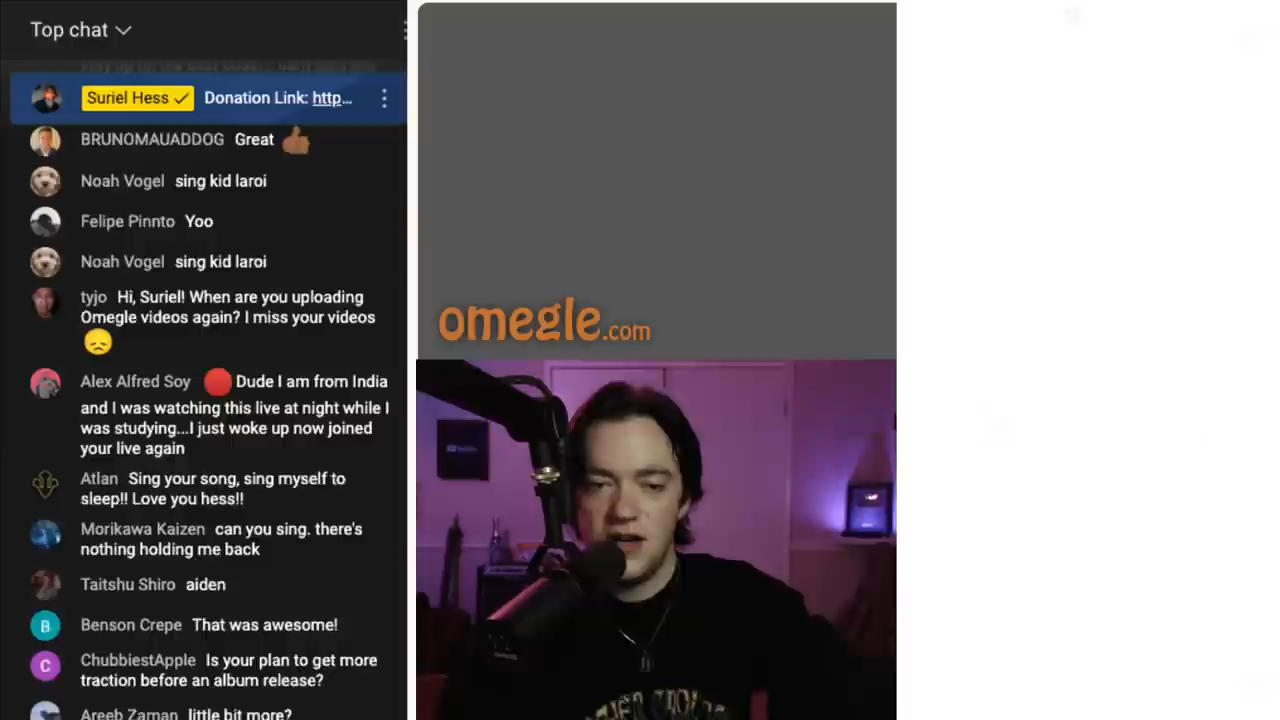 Top chat
Suriel Hess Donation Link: http...
BRUNOMAUADDOG Great
Noah Vogel sing kid laroi
Felipe Pinnto Yoo
Noah Vogel sing kid laroi
tyjo Hi, Suriel! When are you uploading
Omegle videos again? I miss your videos
Alex Alfred Soy Dude I am from India
and I was watching this live at night while I
was studying...I just woke up now joined
your live again
Atlan Sing your song, sing myself to
sleep!! Love you hess!!
Morikawa Kaizen can you sing. there's
nothing holding me back
Taitshu Shiro aiden
Benson Crepe That was awesome!
B
ChubbiestApple Is your plan to get more
traction before an album release?
C
Areeb Zaman little bit more?
omegle.com